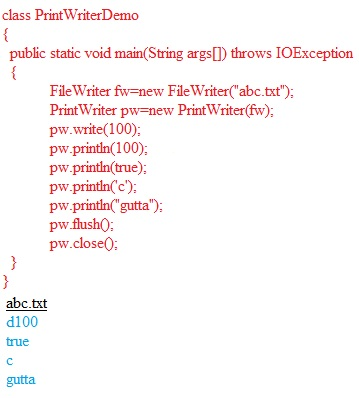 class PrintWriterDemo
{
public static void main(String args[]) throws IOException
{
FileWriter fw=new FileWriter("abc.txt");
PrintWriter pw=new PrintWriter(fw);
pw.write(100);
pw.println(100);
pw.println(true);
pw.println('c');
pw.println("gutta");
pw.flush();
pw.close();
}
}
abc.txt
d100
true
c
gutta